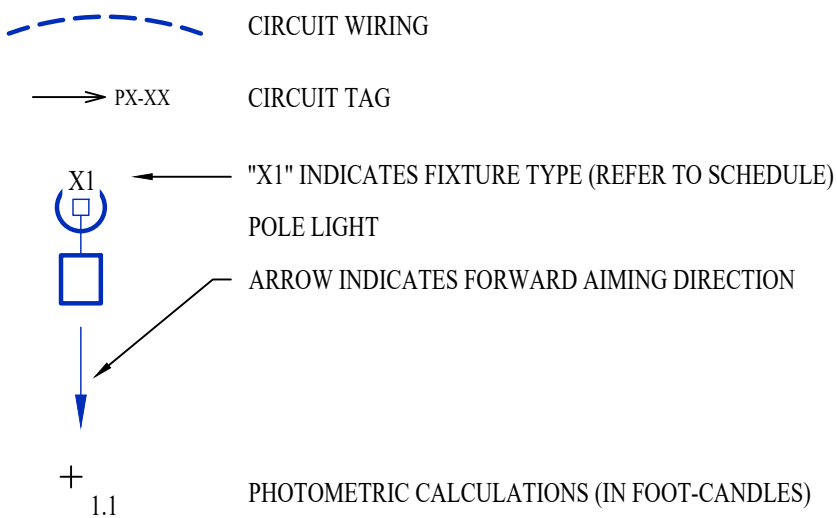 CIRCUIT WIRING
PX-XX CIRCUIT TAG
X1 "X1" INDICATES FIXTURE TYPE (REFER TO SCHEDULE)
POLE LIGHT
ARROW INDICATES FORWARD AIMING DIRECTION
1.1 PHOTOMETRIC CALCULATIONS (IN FOOT-CANDLES)